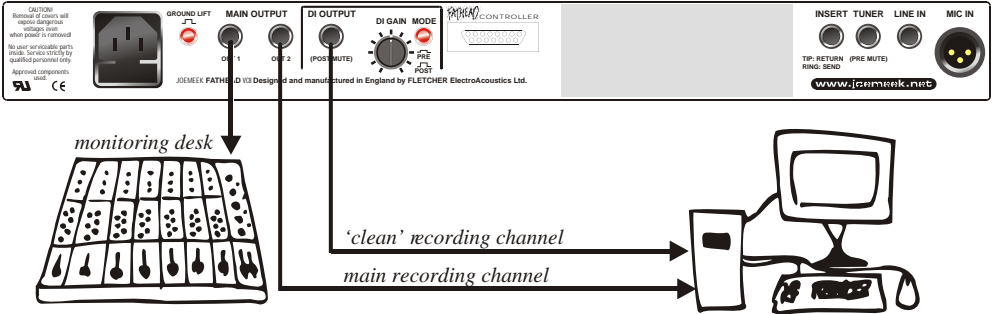 CAUTION!
Removal of covers will
expose dangerous
voltages even
when power is removed!
No user serviceable parts
inside. Service strictly by
qualified personnel only.
Approved components
used.
CE
GROUND LIFT
MAIN OUTPUT
OUT 1
OUT 2
DI OUTPUT
(POST MUTE)
DI GAIN
MODE
PRE
POST
FATHEAD CONTROLLER
JOEMEEK FATHEAD VC8 Designed and manufactured in England by FLETCHER ElectroAcoustics Ltd.
INSERT
TUNER
LINE IN
MIC IN
TIP: RETURN
RING: SEND
(PRE MUTE)
www.joemeek.net
monitoring desk
‘clean’ recording channel
main recording channel